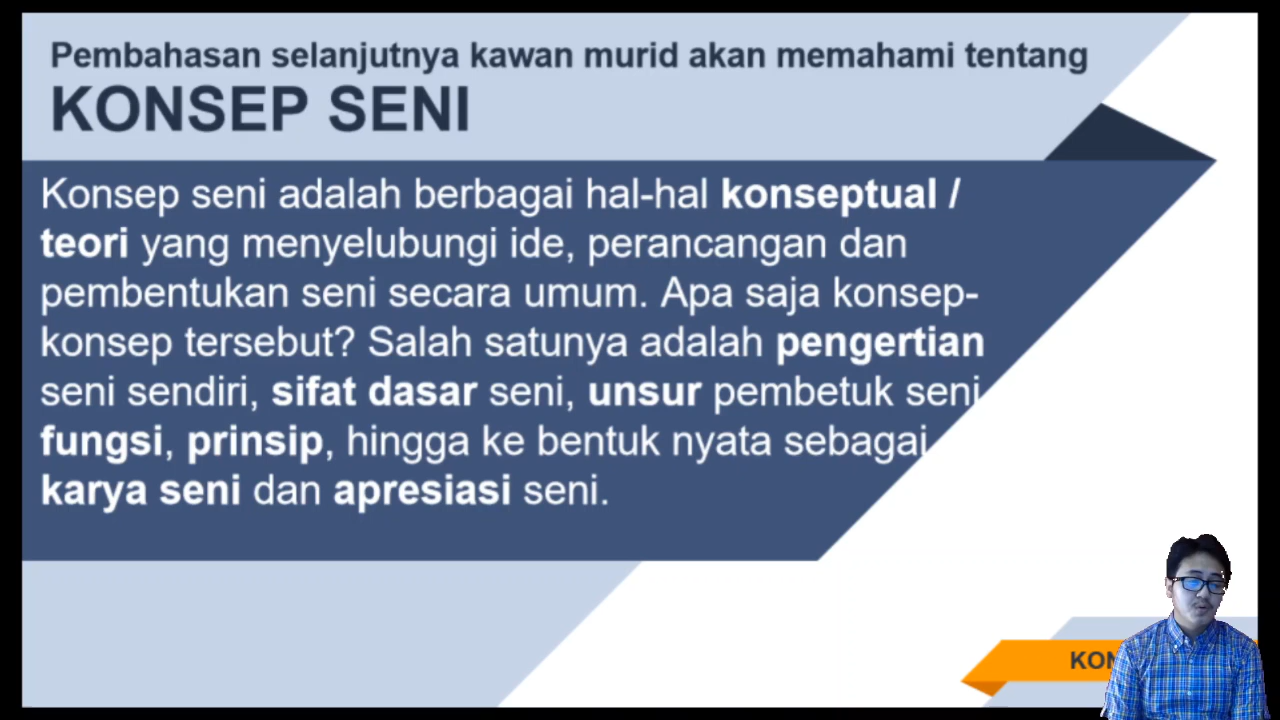 Pembahasan selanjutnya kawan murid akan memahami tentang
KONSEP SENI
Konsep seni adalah berbagai hal-hal konseptual /
teori yang menyelubungi ide, perancangan dan
pembentukan seni secara umum. Apa saja konsep-
konsep tersebut? Salah satunya adalah pengertian
seni sendiri, sifat dasar seni, unsur pembetuk seni,
fungsi, prinsip, hingga ke bentuk nyata sebagai
karya seni dan apresiasi seni.